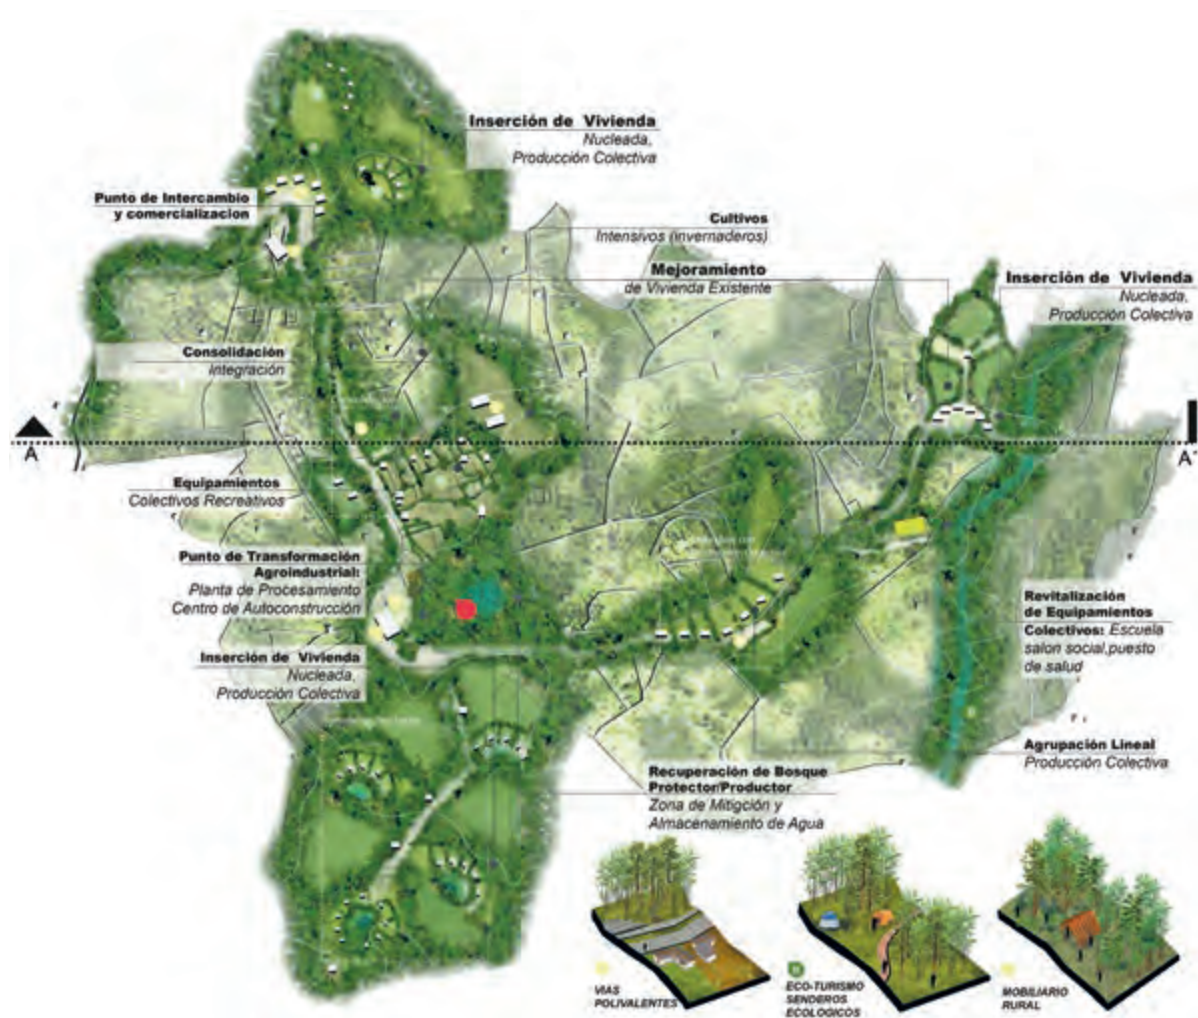 Inserción de Vivienda
Nucleada,
Producción Colectiva
Punto de Intercambio
y comercializacion
Cultivos
Intensivos (invernaderos)
Mejoramiento
de Vivienda Existente
Inserción de Vivienda
Nucleada,
Producción Colectiva
Consolidación
Integración
A
A'
Equipamientos
Colectivos Recreativos
Punto de Transformación
Agroindustrial:
Planta de Procesamiento
Centro de Autoconstrucción
Revitalización
de Equipamientos
Colectivos: Escuela
salon social,puesto
de salud
Inserción de Vivienda
Nucleada,
Producción Colectiva
Agrupación Lineal
Producción Colectiva
Recuperación de Bosque
Protector/Productor
Zona de Mitigción y
Almacenamiento de Agua
VIAS
POLIVALENTES
ECO-TURISMO
SENDEROS
ECOLOGICOS
MOBILIARIO
RURAL